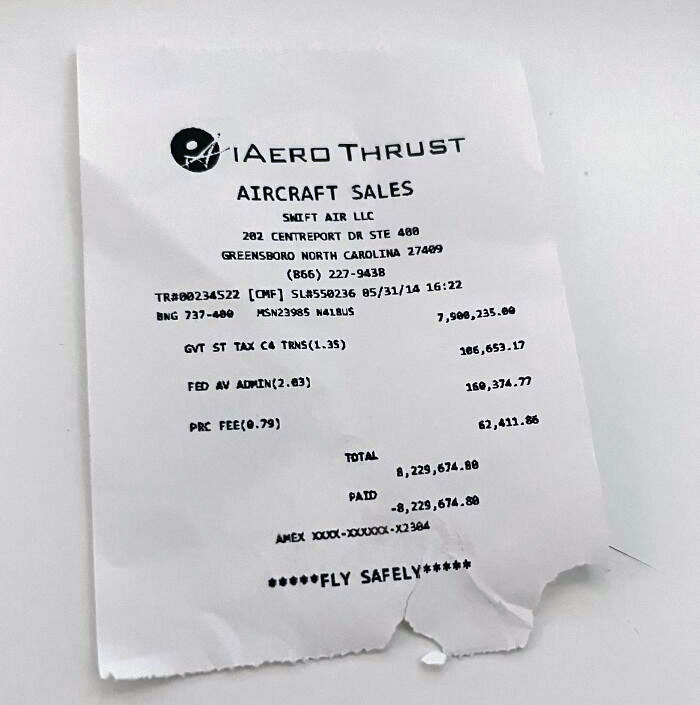 iAERO THRUST
AIRCRAFT SALES
SWIFT AIR LLC
202 CENTREPORT DR STE 400
GREENSBORO NORTH CAROLINA 27409
(866) 227-9438
TR#00234522 [CMF] SL#550236 05/31/14 16:22
BNG 737-400 MSN23985 N418US 7,900,235.00
GVT ST TAX C4 TRNS(1.35) 106,653.17
FED AV ADMIN(2.03) 160,374.77
PRC FEE(0.79) 62,411.86
TOTAL
8,229,674.80
PAID
-8,229,674.80
AMEX XXXX-XXXXXX-X2304
*****FLY SAFELY*****